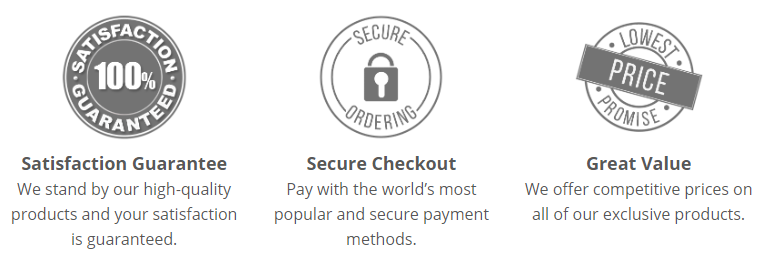 SATISFACTION
100%
GUARANTEED
Satisfaction Guarantee
We stand by our high-quality
products and your satisfaction
is guaranteed.
SECURE
ORDERING
Secure Checkout
Pay with the world’s most
popular and secure payment
methods.
LOWEST
PRICE
PROMISE
Great Value
We offer competitive prices on
all of our exclusive products.